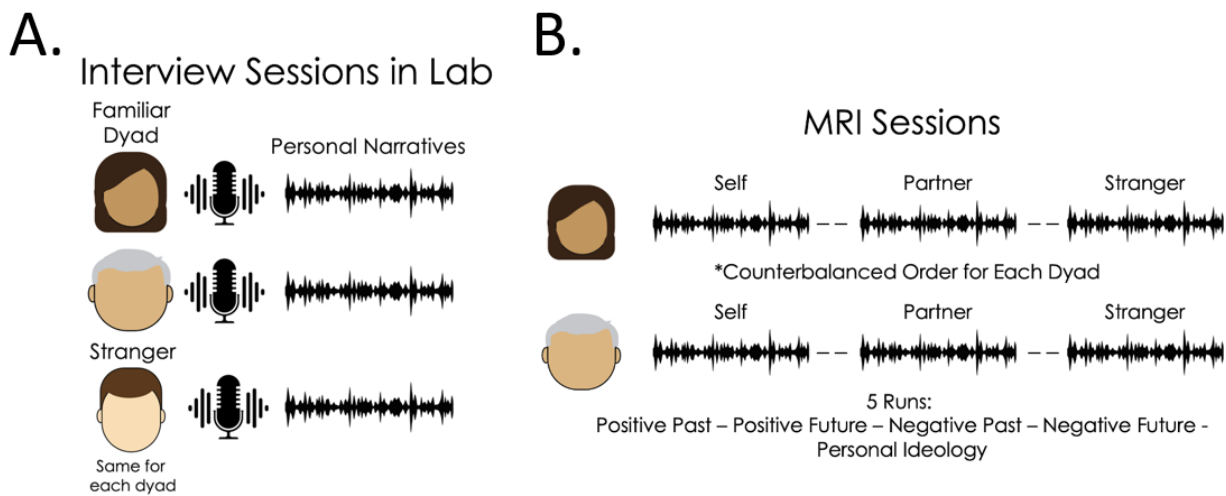 A.
Interview Sessions in Lab
Familiar
Dyad
Personal Narratives
Stranger
Same for
each dyad
B.
MRI Sessions
Self Partner Stranger
*Counterbalanced Order for Each Dyad
Self Partner Stranger
5 Runs:
Positive Past – Positive Future – Negative Past – Negative Future -
Personal Ideology